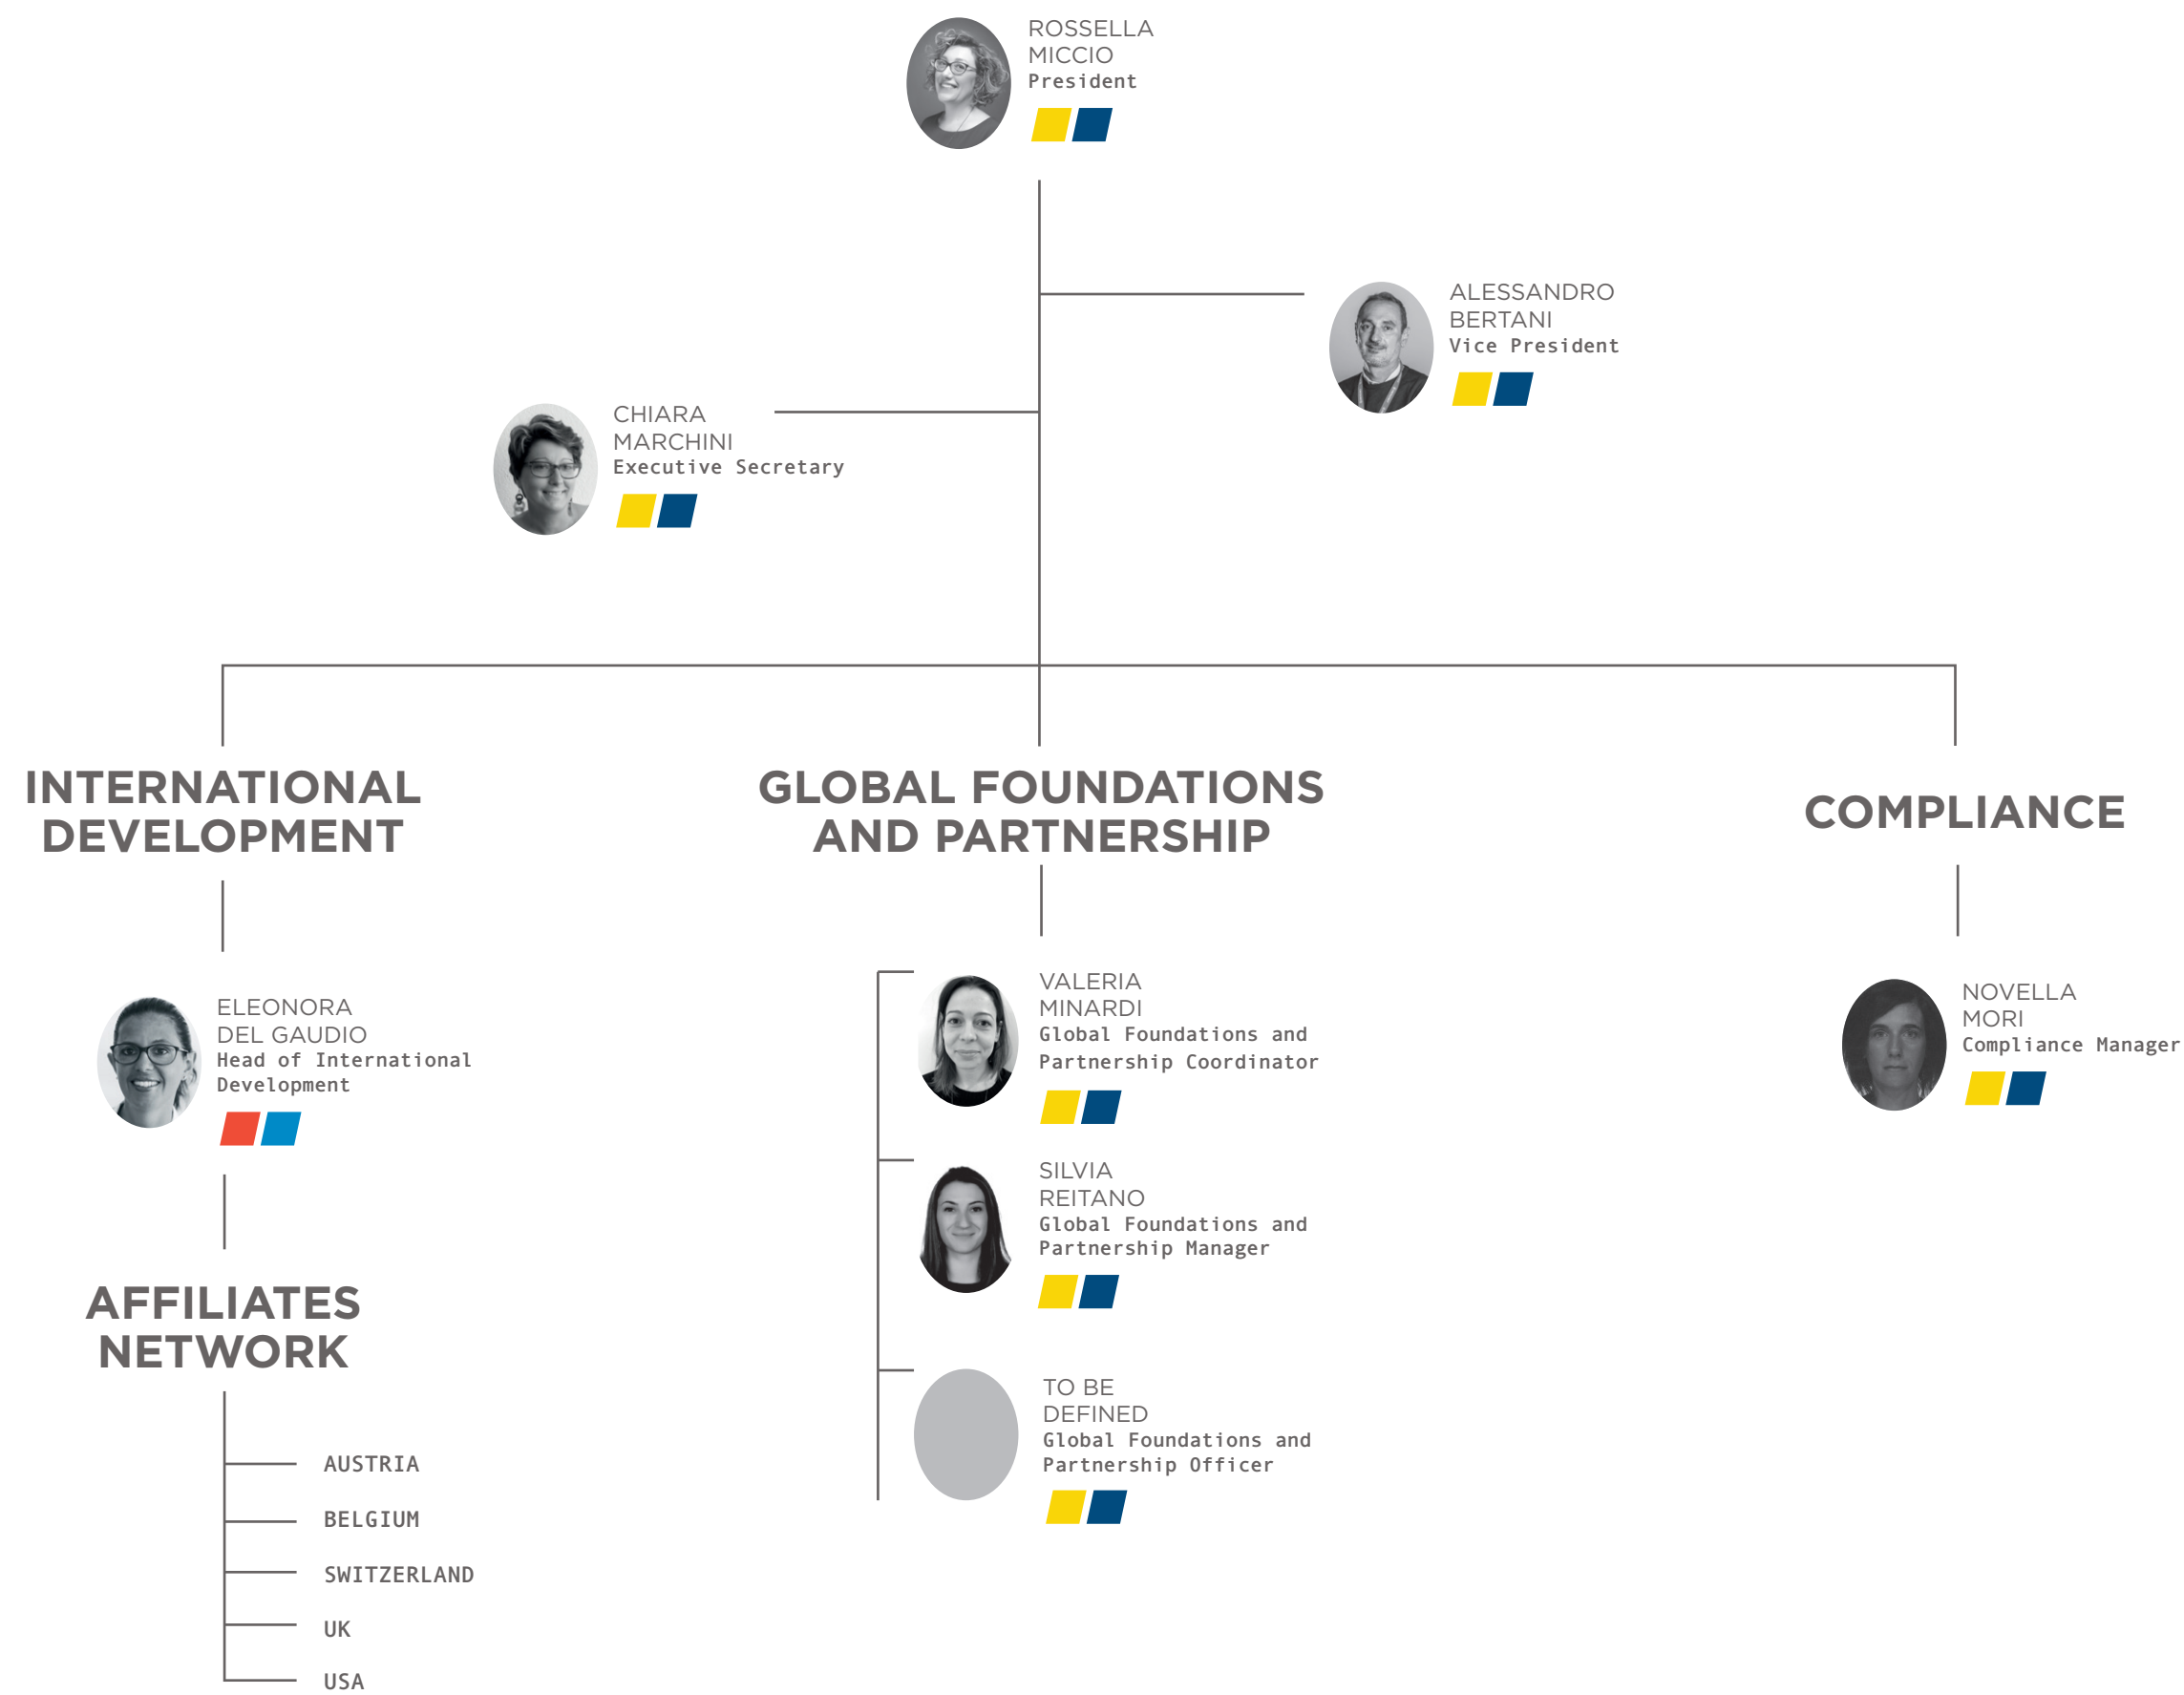 ROSSELLA
MICCIO
President
ALESSANDRO
BERTANI
Vice President
CHIARA
MARCHINI
Executive Secretary
INTERNATIONAL
DEVELOPMENT
ELEONORA
DEL GAUDIO
Head of International
Development
AFFILIATES
NETWORK
AUSTRIA
BELGIUM
SWITZERLAND
UK
USA
GLOBAL FOUNDATIONS
AND PARTNERSHIP
VALERIA
MINARDI
Global Foundations and
Partnership Coordinator
SILVIA
REITANO
Global Foundations and
Partnership Manager
TO BE
DEFINED
Global Foundations and
Partnership Officer
COMPLIANCE
NOVELLA
MORI
Compliance Manager